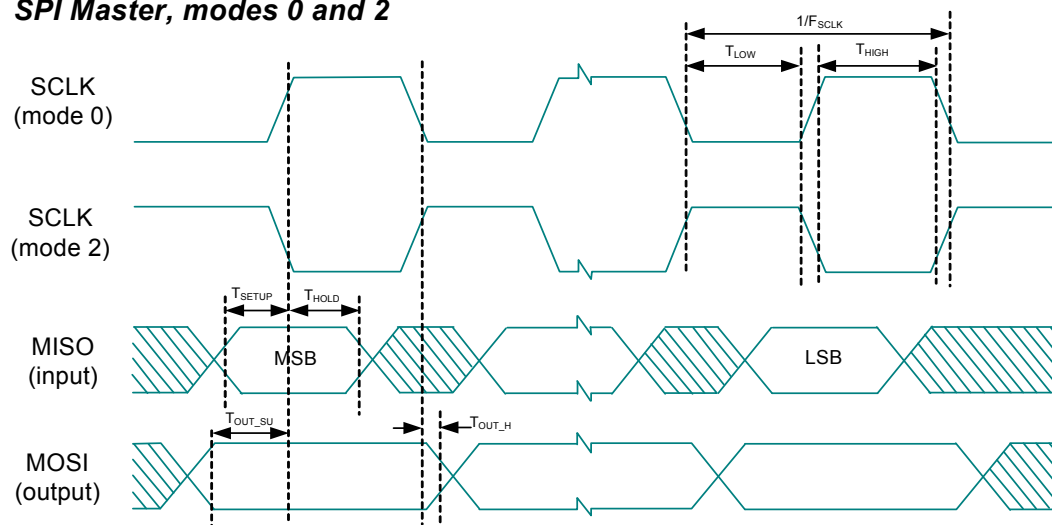 SPI Master, modes 0 and 2
1/FSCLK
TLOW
THIGH
SCLK
(mode 0)
SCLK
(mode 2)
TSETUP
THOLD
MISO
(input)
MSB
LSB
TOUT_SU
TOUT_H
MOSI
(output)